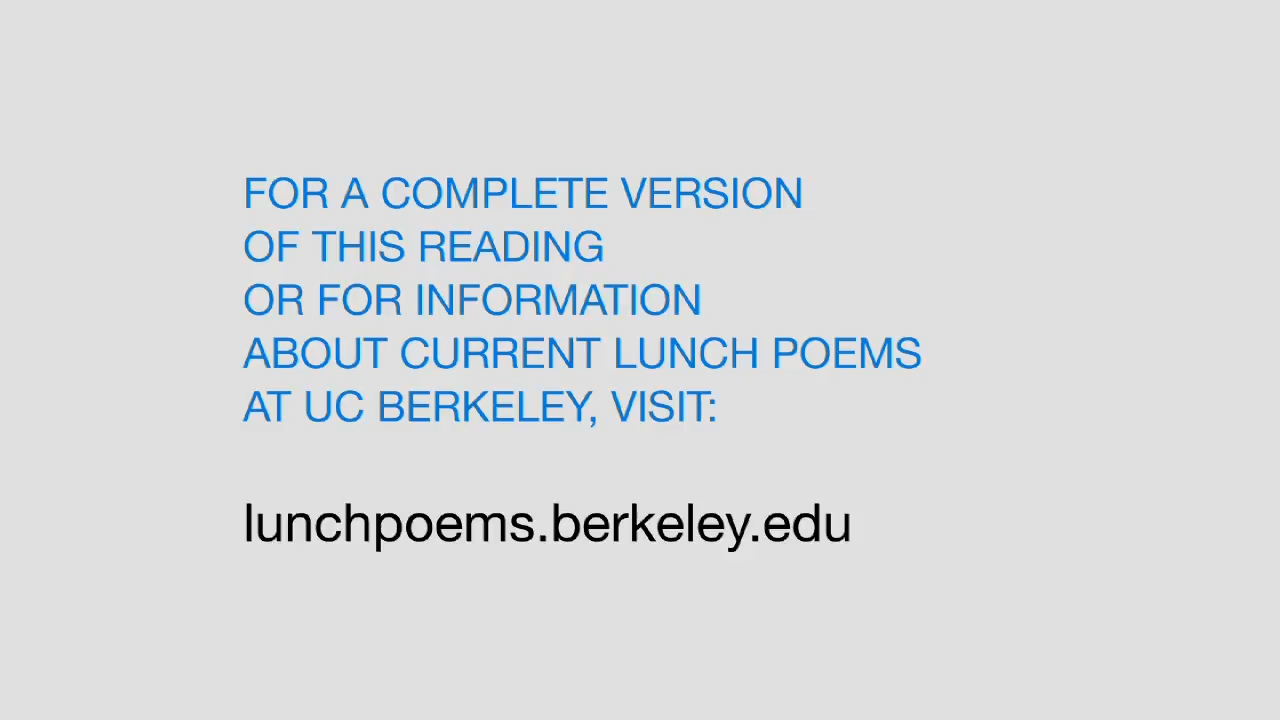 FOR A COMPLETE VERSION
OF THIS READING
OR FOR INFORMATION
ABOUT CURRENT LUNCH POEMS
AT UC BERKELEY, VISIT:
lunchpoems.berkeley.edu